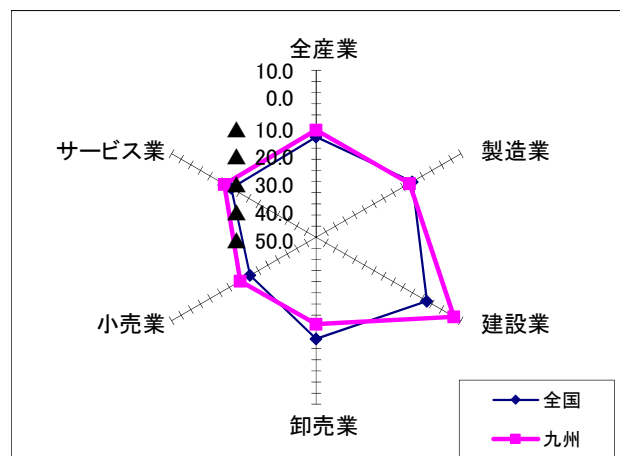 全産業
10.0
0.0
▲ 10.0
▲ 20.0
▲ 30.0
▲ 40.0
▲ 50.0
サービス業
製造業
小売業
建設業
卸売業
全国
九州